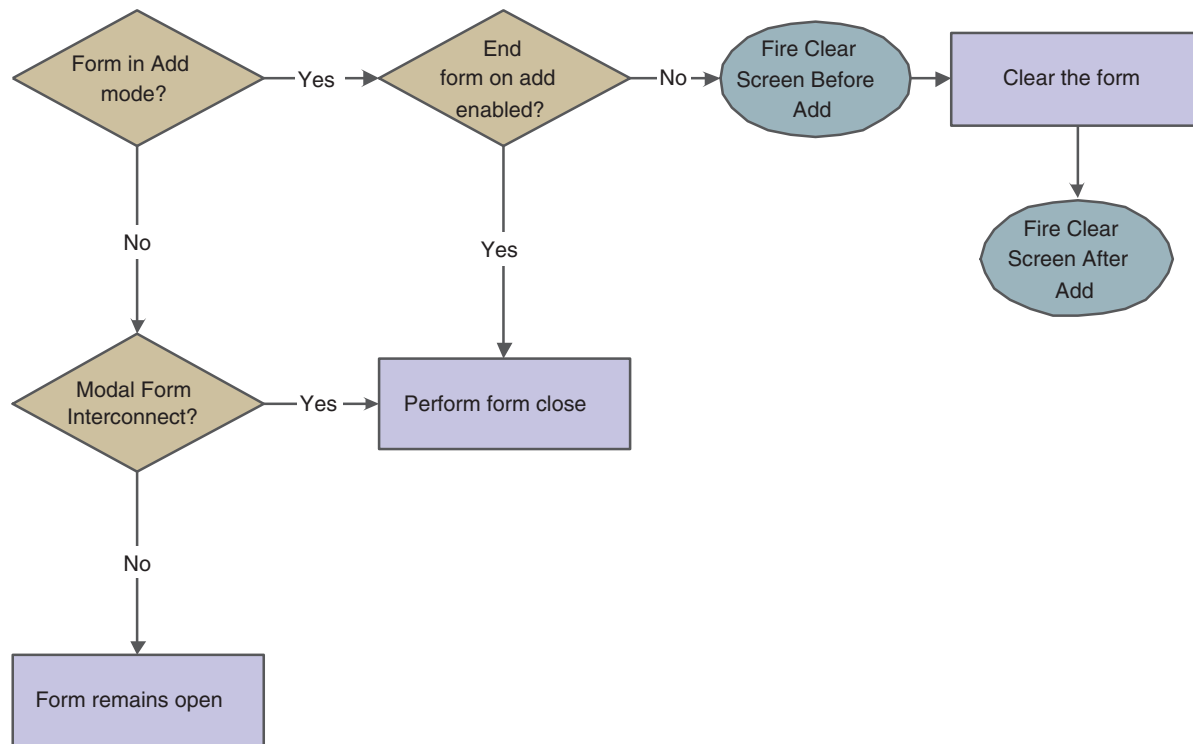 Form in Add
mode?
Yes
End
form on add
enabled?
No
Fire Clear
Screen Before
Add
Clear the form
No
Yes
Fire Clear
Screen After
Add
Modal Form
Interconnect?
Yes
Perform form close
No
Form remains open